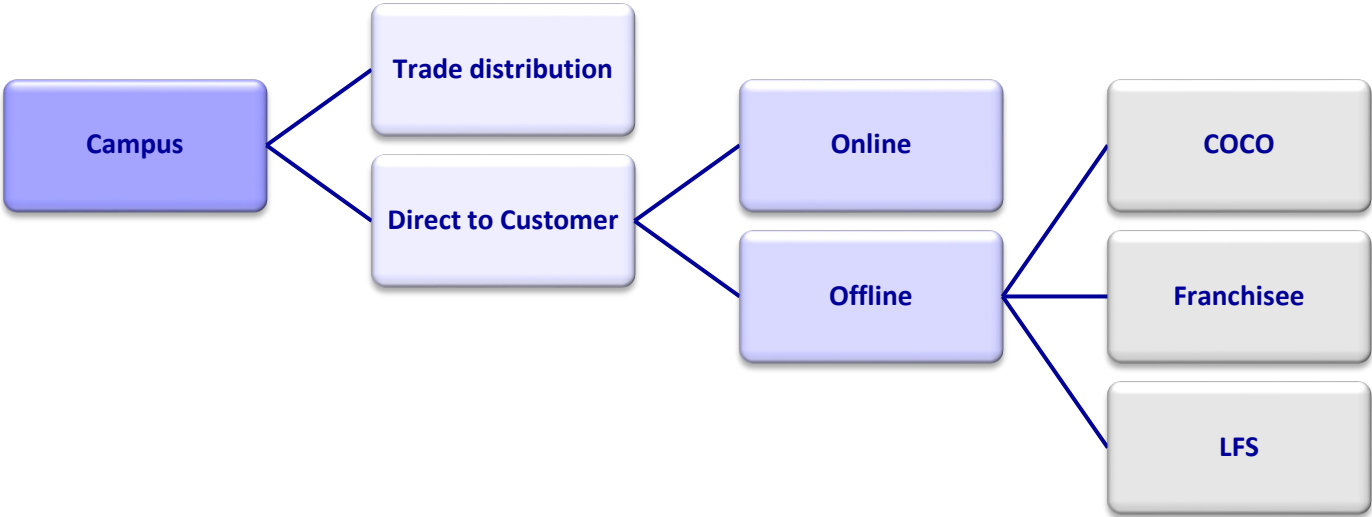 Campus
Trade distribution
Direct to Customer
Online
Offline
COCO
Franchisee
LFS